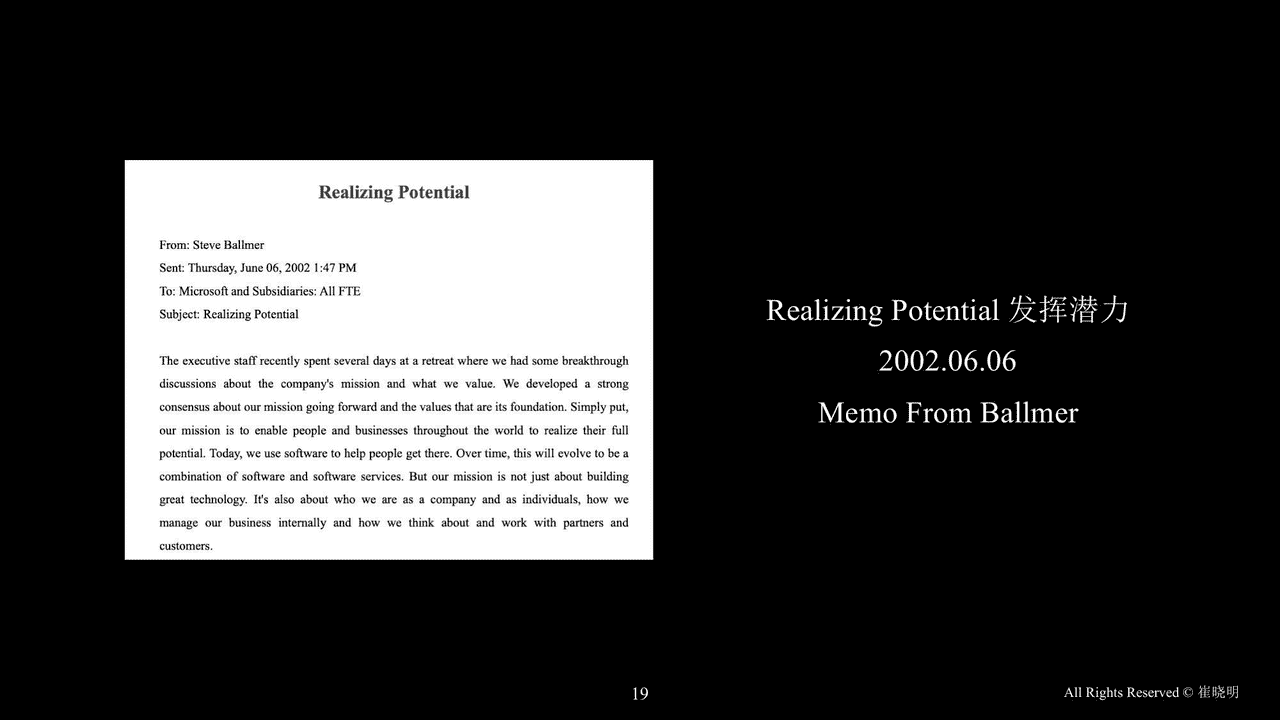 Realizing Potential
From: Steve Ballmer
Sent: Thursday, June 06, 2002 1:47 PM
To: Microsoft and Subsidiaries: All FTE
Subject: Realizing Potential
The executive staff recently spent several days at a retreat where we had some breakthrough
discussions about the company's mission and what we value. We developed a strong
consensus about our mission going forward and the values that are its foundation. Simply put,
our mission is to enable people and businesses throughout the world to realize their full
potential. Today, we use software to help people get there. Over time, this will evolve to be a
combination of software and software services. But our mission is not just about building
great technology. It's also about who we are as a company and as individuals, how we
manage our business internally and how we think about and work with partners and
customers.
Realizing Potential 发挥潜力
2002.06.06
Memo From Ballmer
19
All Rights Reserved © 崔晓明